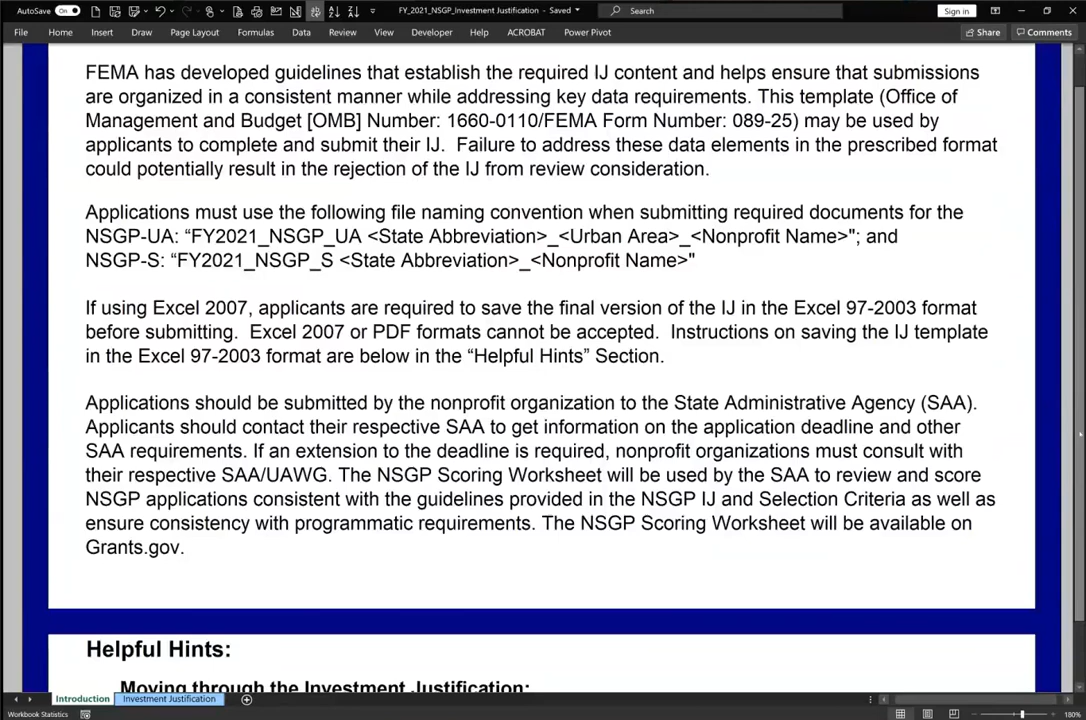 AutoSave On FY_2021_NSGP_Investment Justification - Saved Search Sign in
File Home Insert Draw Page Layout Formulas Data Review View Developer Help ACROBAT Power Pivot Share Comments
FEMA has developed guidelines that establish the required IJ content and helps ensure that submissions
are organized in a consistent manner while addressing key data requirements. This template (Office of
Management and Budget [OMB] Number: 1660-0110/FEMA Form Number: 089-25) may be used by
applicants to complete and submit their IJ.  Failure to address these data elements in the prescribed format
could potentially result in the rejection of the IJ from review consideration.
Applications must use the following file naming convention when submitting required documents for the
NSGP-UA: “FY2021_NSGP_UA <State Abbreviation>_<Urban Area>_<Nonprofit Name>"; and
NSGP-S: “FY2021_NSGP_S <State Abbreviation>_<Nonprofit Name>"
If using Excel 2007, applicants are required to save the final version of the IJ in the Excel 97-2003 format
before submitting.  Excel 2007 or PDF formats cannot be accepted.  Instructions on saving the IJ template
in the Excel 97-2003 format are below in the “Helpful Hints” Section.
Applications should be submitted by the nonprofit organization to the State Administrative Agency (SAA).
Applicants should contact their respective SAA to get information on the application deadline and other
SAA requirements. If an extension to the deadline is required, nonprofit organizations must consult with
their respective SAA/UAWG. The NSGP Scoring Worksheet will be used by the SAA to review and score
NSGP applications consistent with the guidelines provided in the NSGP IJ and Selection Criteria as well as
ensure consistency with programmatic requirements. The NSGP Scoring Worksheet will be available on
Grants.gov.
Helpful Hints:
Moving through the Investment Justification:
Introduction Investment Justification
Workbook Statistics 180%